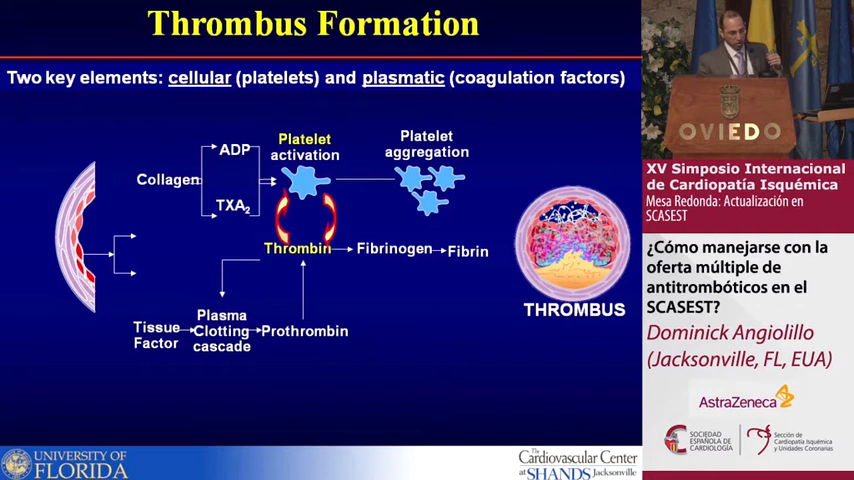 Thrombus Formation
Two key elements: cellular (platelets) and plasmatic (coagulation factors)
Collagen
ADP
TXA2
Platelet
activation
Platelet
aggregation
Thrombin
Fibrinogen
Fibrin
Tissue
Factor
Plasma
Clotting
cascade
Prothrombin
THROMBUS
UNIVERSITY of
FLORIDA
The
Cardiovascular Center
at SHANDS Jacksonville
OVIEDO
XV Simposio Internacional
de Cardiopatía Isquémica
Mesa Redonda: Actualización en
SCASEST
¿Cómo manejarse con la
oferta múltiple de
antitrombóticos en el
SCASEST?
Dominick Angiolillo
(Jacksonville, FL, EUA)
AstraZeneca
SOCIEDAD
ESPAÑOLA DE
CARDIOLOGÍA
Sección de
Cardiopatía Isquémica
y Unidades Coronarias